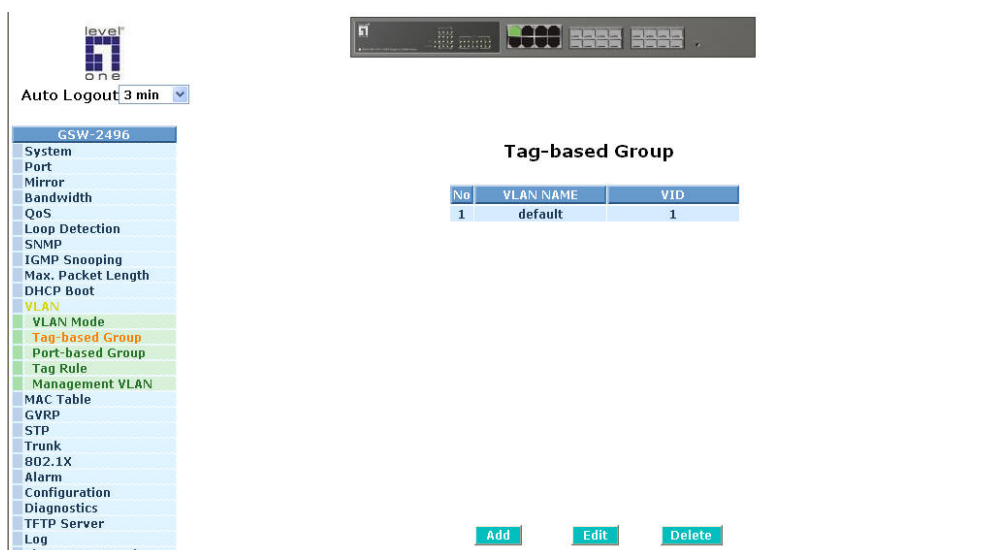 level
one
Auto Logout 3 min
GSW-2496
System
Port
Mirror
Bandwidth
QoS
Loop Detection
SNMP
IGMP Snooping
Max. Packet Length
DHCP Boot
VLAN
VLAN Mode
Tag-based Group
Port-based Group
Tag Rule
Management VLAN
MAC Table
GVRP
STP
Trunk
802.1X
Alarm
Configuration
Diagnostics
TFTP Server
Log
Tag-based Group
No VLAN NAME VID
1 default 1
Add Edit Delete